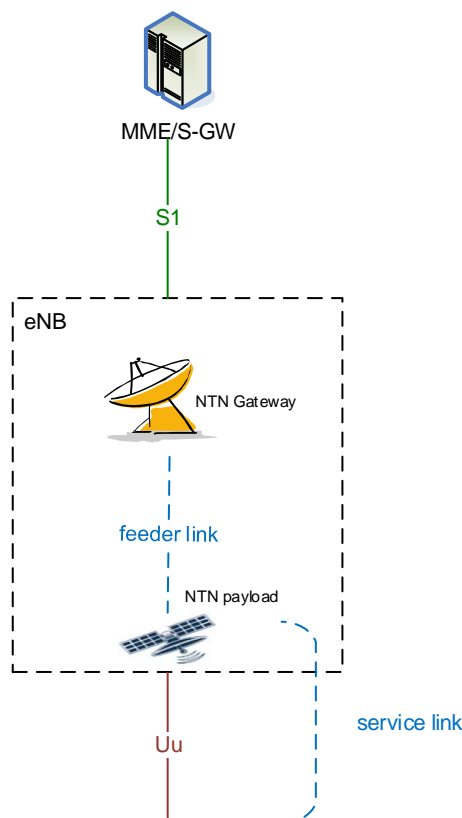 MME/S-GW
S1
eNB
NTN Gateway
feeder link
NTN payload
service link
Uu